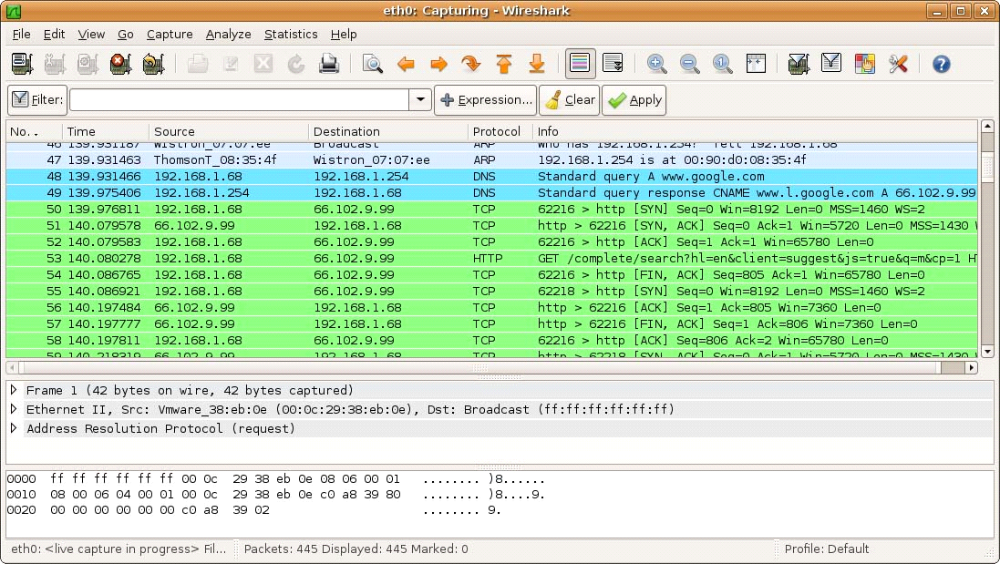 eth0: Capturing - Wireshark
File Edit View Go Capture Analyze Statistics Help
Filter: Expression... Clear Apply
No. . Time Source Destination Protocol Info
46 139.931187 Wistron_07:07:ee Broadcast ARP Who has 192.168.1.254? Tell 192.168.1.68
47 139.931463 ThomsonT_08:35:4f Wistron_07:07:ee ARP 192.168.1.254 is at 00:90:d0:08:35:4f
48 139.931466 192.168.1.68 192.168.1.254 DNS Standard query A www.google.com
49 139.975406 192.168.1.254 192.168.1.68 DNS Standard query response CNAME www.l.google.com A 66.102.9.99
50 139.976811 192.168.1.68 66.102.9.99 TCP 62216 > http [SYN] Seq=0 Win=8192 Len=0 MSS=1460 WS=2
51 140.079578 66.102.9.99 192.168.1.68 TCP http > 62216 [SYN, ACK] Seq=0 Ack=1 Win=5720 Len=0 MSS=1430
52 140.079583 192.168.1.68 66.102.9.99 TCP 62216 > http [ACK] Seq=1 Ack=1 Win=65780 Len=0
53 140.080278 192.168.1.68 66.102.9.99 HTTP GET /complete/search?hl=en&client=suggest&js=true&q=m&cp=1
54 140.086765 192.168.1.68 66.102.9.99 TCP 62216 > http [FIN, ACK] Seq=805 Ack=1 Win=65780 Len=0
55 140.086921 192.168.1.68 66.102.9.99 TCP 62218 > http [SYN] Seq=0 Win=8192 Len=0 MSS=1460 WS=2
56 140.197484 66.102.9.99 192.168.1.68 TCP http > 62216 [ACK] Seq=1 Ack=805 Win=7360 Len=0
57 140.197777 66.102.9.99 192.168.1.68 TCP http > 62216 [FIN, ACK] Seq=1 Ack=806 Win=7360 Len=0
58 140.197811 192.168.1.68 66.102.9.99 TCP 62216 > http [ACK] Seq=806 Ack=2 Win=65780 Len=0
59 140.218319 66.102.9.99 192.168.1.68 TCP http > 62218 [SYN, ACK] Seq=0 Ack=1 Win=5720 Len=0 MSS=1430
Frame 1 (42 bytes on wire, 42 bytes captured)
Ethernet II, Src: Vmware_38:eb:0e (00:0c:29:38:eb:0e), Dst: Broadcast (ff:ff:ff:ff:ff:ff)
Address Resolution Protocol (request)
0000 ff ff ff ff ff ff 00 0c 29 38 eb 0e 08 06 00 01 ........ )8......
0010 08 00 06 04 00 01 00 0c 29 38 eb 0e c0 a8 39 80 ........ )8....9.
0020 00 00 00 00 00 00 c0 a8 39 02 ........ 9.
eth0: <live capture in progress> Fil... Packets: 445 Displayed: 445 Marked: 0 Profile: Default